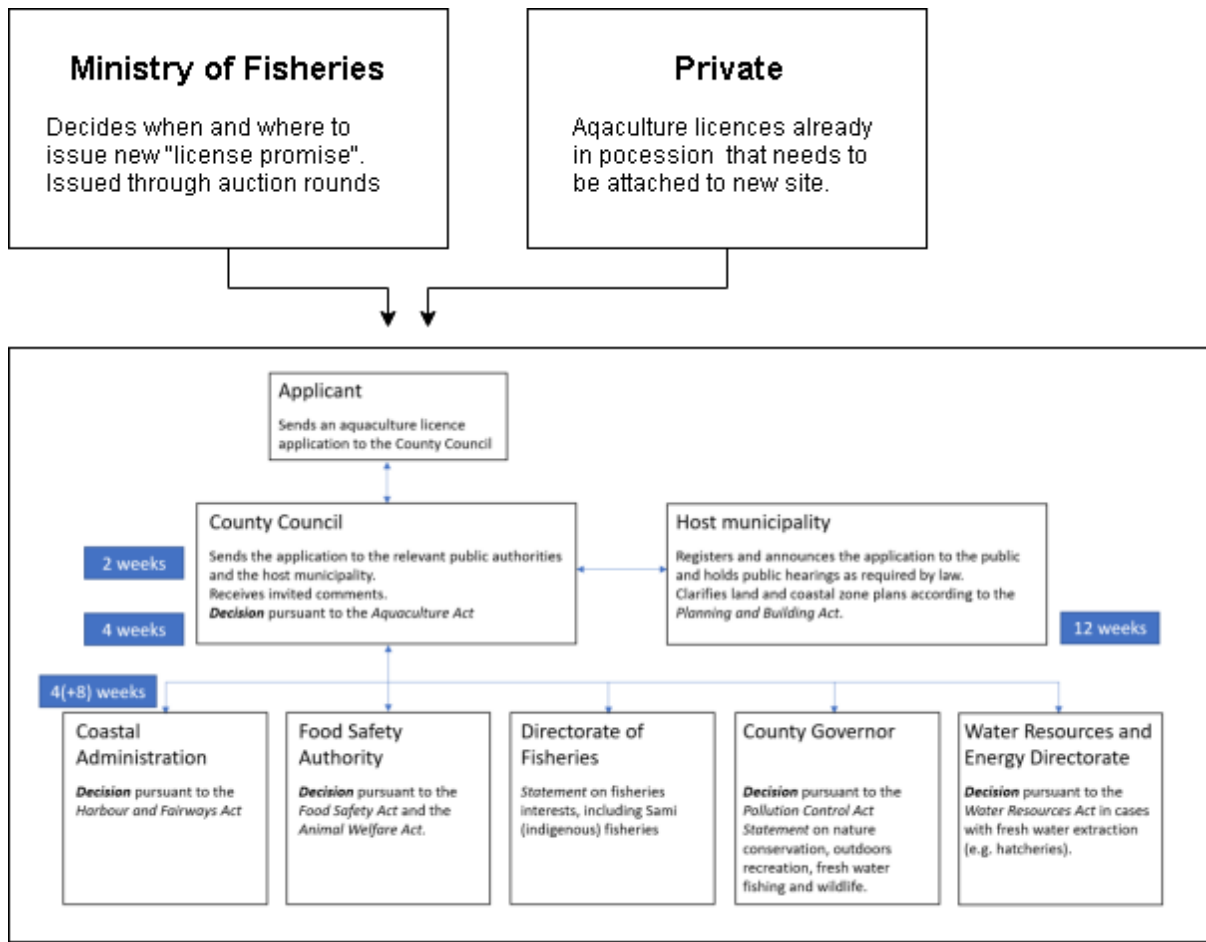 Ministry of Fisheries
Decides when and where to
issue new "license promise".
Issued through auction rounds
Private
Aqaculture licences already
in pocession that needs to
be attached to new site.
Applicant
Sends an aquaculture licence
application to the County Council
County Council
Sends the application to the relevant public authorities
and the host municipality.
Receives invited comments.
Decision pursuant to the Aquaculture Act
2 weeks
4 weeks
Host municipality
Registers and announces the application to the public
and holds public hearings as required by law.
Clarifies land and coastal zone plans according to the
Planning and Building Act.
12 weeks
4(+8) weeks
Coastal
Administration
Decision pursuant to the
Harbour and Fairways Act
Food Safety
Authority
Decision pursuant to the
Food Safety Act and the
Animal Welfare Act.
Directorate of
Fisheries
Statement on fisheries
interests, including Sami
(indigenous) fisheries
County Governor
Decision pursuant to the
Pollution Control Act
Statement on nature
conservation, outdoors
recreation, fresh water
fishing and wildlife.
Water Resources and
Energy Directorate
Decision pursuant to the
Water Resources Act in cases
with fresh water extraction
(e.g. hatcheries).